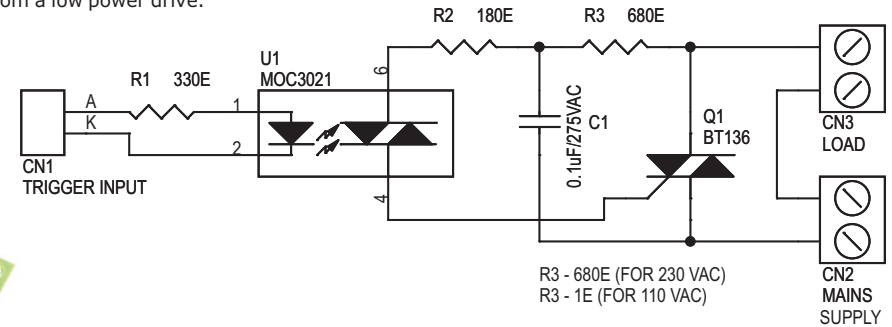 om a low power drive.
R2 180E
R3 680E
U1
MOC3021
R1 330E
6
A
1
K
2
4
CN1
TRIGGER INPUT
0.1uF/275VAC
C1
Q1
BT136
CN3
LOAD
CN2
MAINS
SUPPLY
R3 - 680E (FOR 230 VAC)
R3 - 1E (FOR 110 VAC)